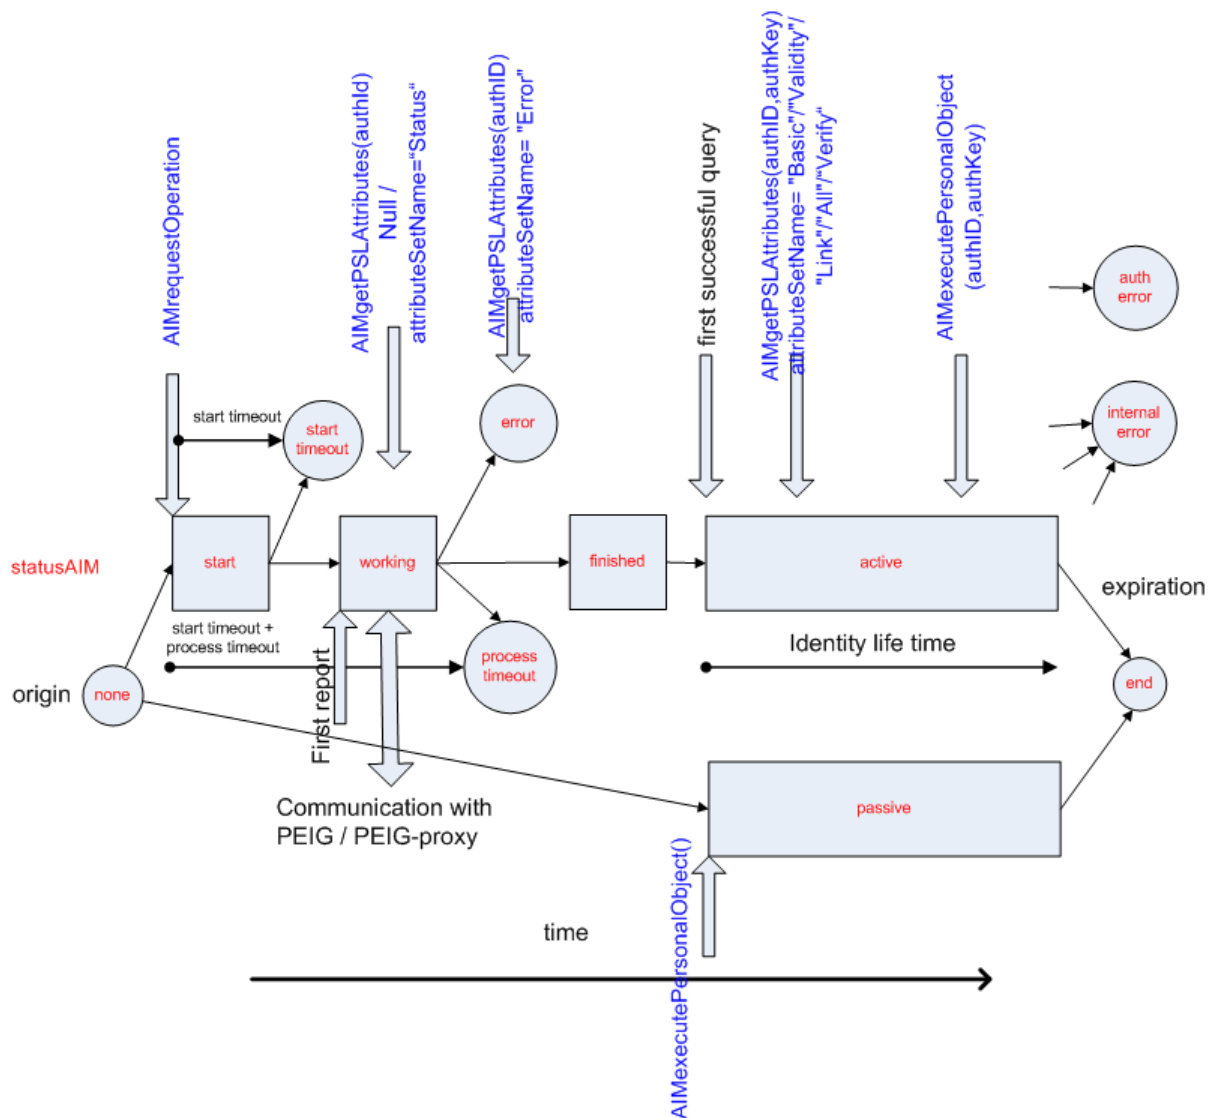 AIMrequestOperation
AIMgetPSLAttributes(authId)
Null /
attributeSetName=“Status“
AIMgetPSLAttributes(authID)
attributeSetName= "Error"
first successful query
AIMgetPSLAttributes(authID,authKey)
attributeSetName= "Basic"/"Validity"/
"Link"/"All"/“Verify“
AIMexecutePersonalObject
(authID,authKey)
auth
error
start timeout
start
timeout
error
internal
error
statusAIM
start
working
finished
active
expiration
start timeout +
process timeout
First report
process
timeout
Identity life time
origin
none
end
Communication with
PEIG / PEIG-proxy
passive
AIMexecutePersonalObject()
time